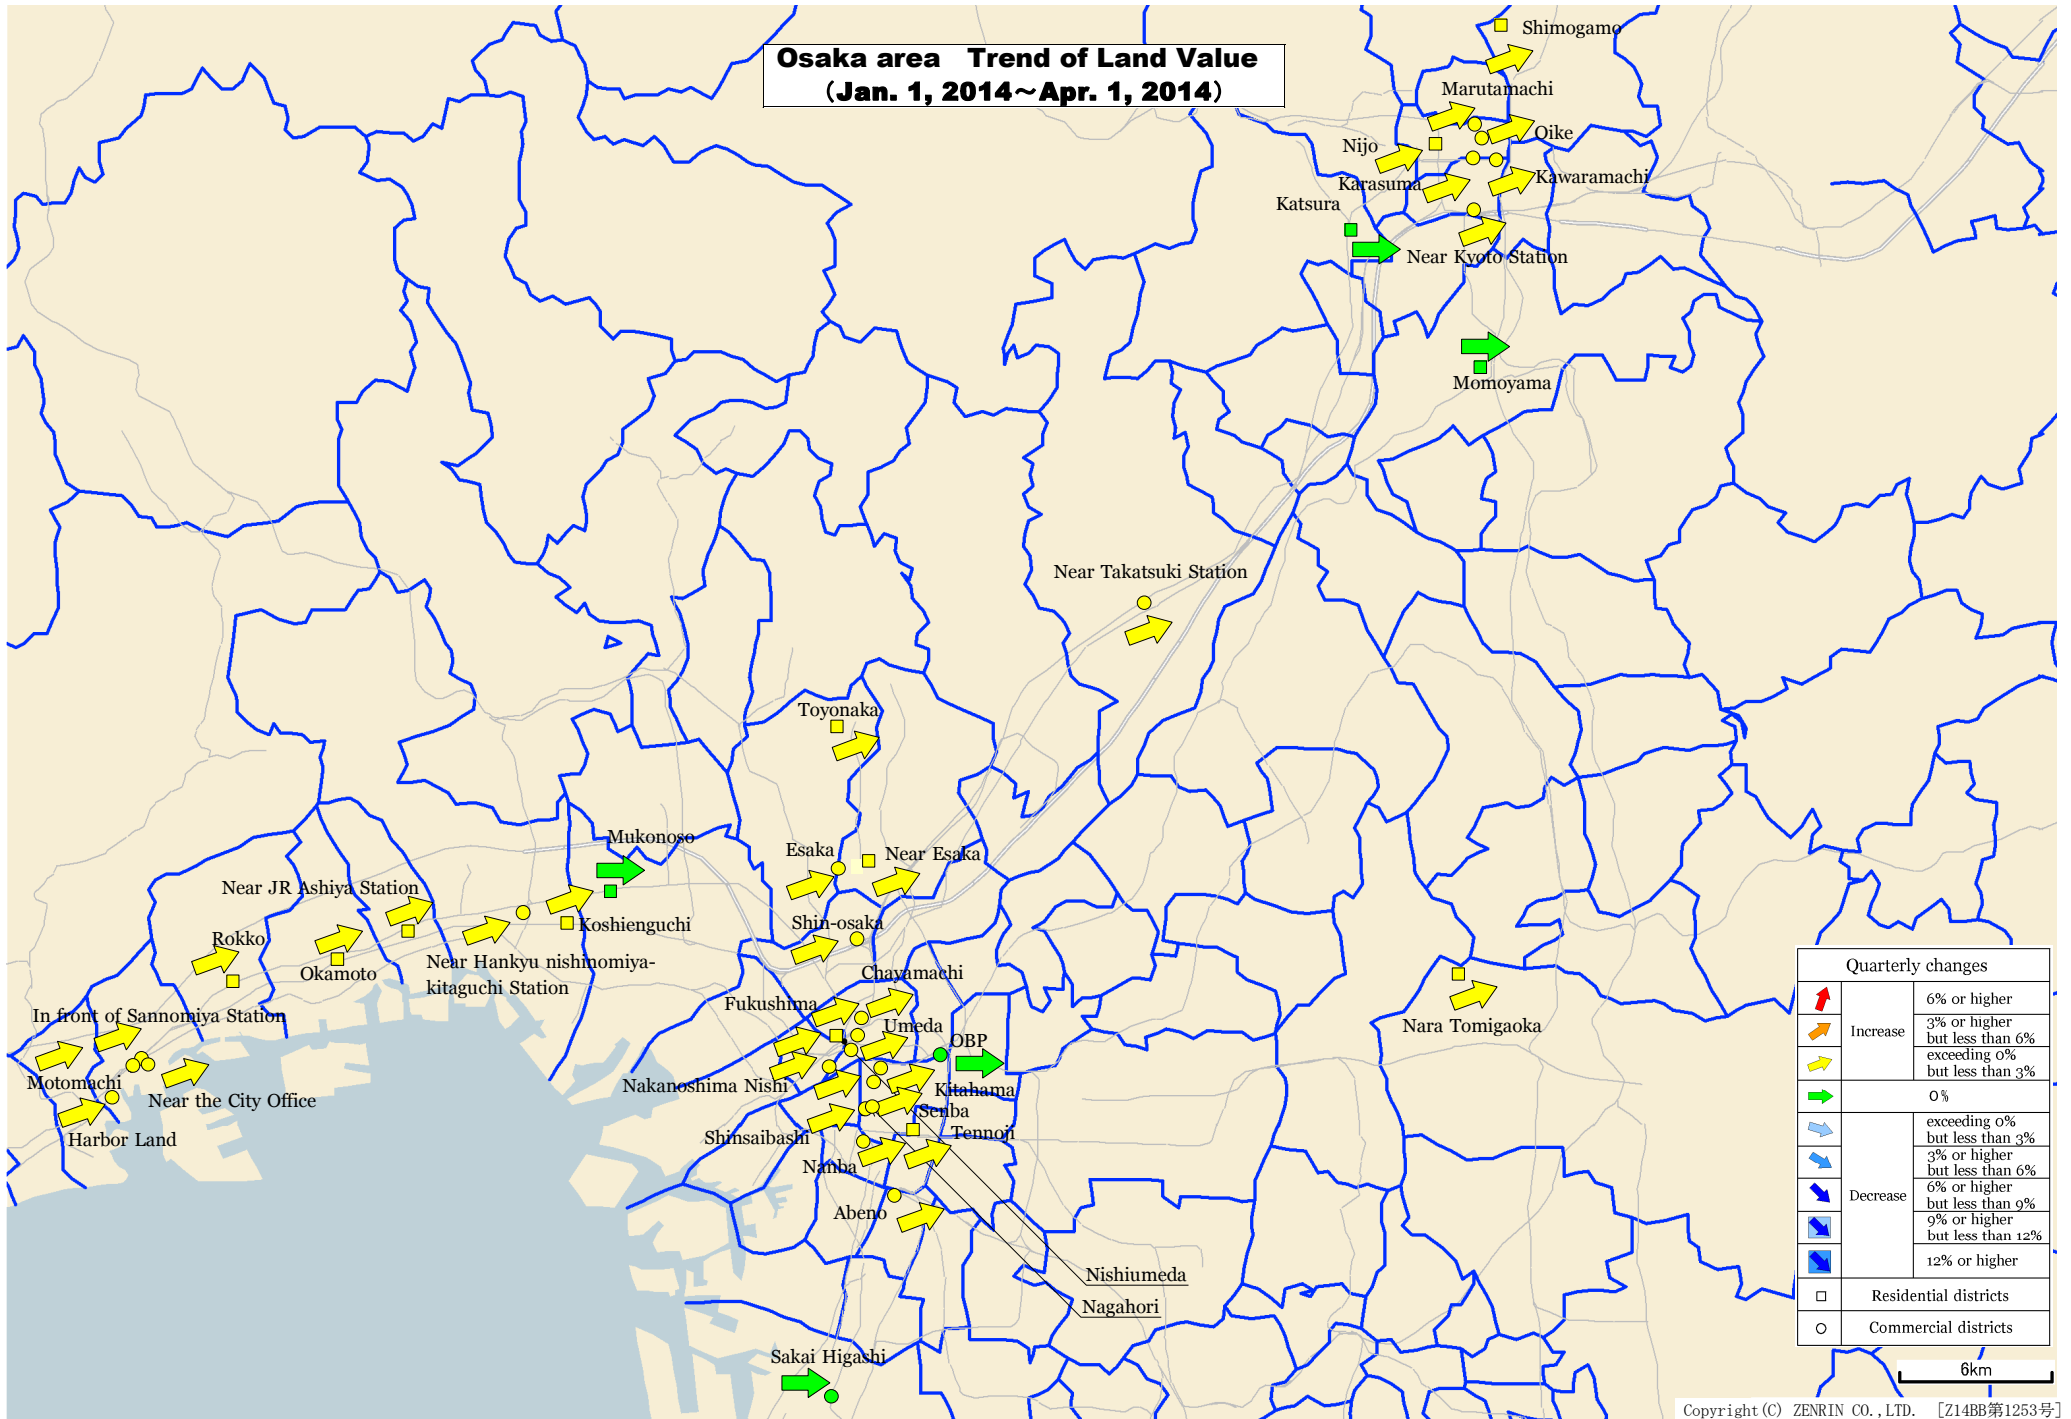 Osaka area Trend of Land Value
(Jan. 1, 2014～Apr. 1, 2014)
Shimogamo
Marutamachi
Oike
Nijo
Karasuma
Kawaramachi
Katsura
Near Kyoto Station
Momoyama
Near Takatsuki Station
Toyonaka
Mukonoso
Esaka
Near Esaka
Near JR Ashiya Station
Koshienguchi
Shin-osaka
Rokko
Okamoto
Near Hankyu nishinomiya-
kitaguchi Station
Chayamachi
Fukushima
In front of Sannomiya Station
Umeda
OBP
Nara Tomigaoka
Motomachi
Nakanoshima Nishi
Kitahama
Near the City Office
Senba
Harbor Land
Shinsaibashi
Tennoji
Nanba
Abeno
Nishiumeda
Nagahori
Sakai Higashi
Quarterly changes
Increase
6% or higher
3% or higher
but less than 6%
exceeding 0%
but less than 3%
0%
Decrease
exceeding 0%
but less than 3%
3% or higher
but less than 6%
6% or higher
but less than 9%
9% or higher
but less than 12%
12% or higher
Residential districts
Commercial districts
6km
Copyright(C) ZENRIN CO.,LTD. [Z14BB第1253号]